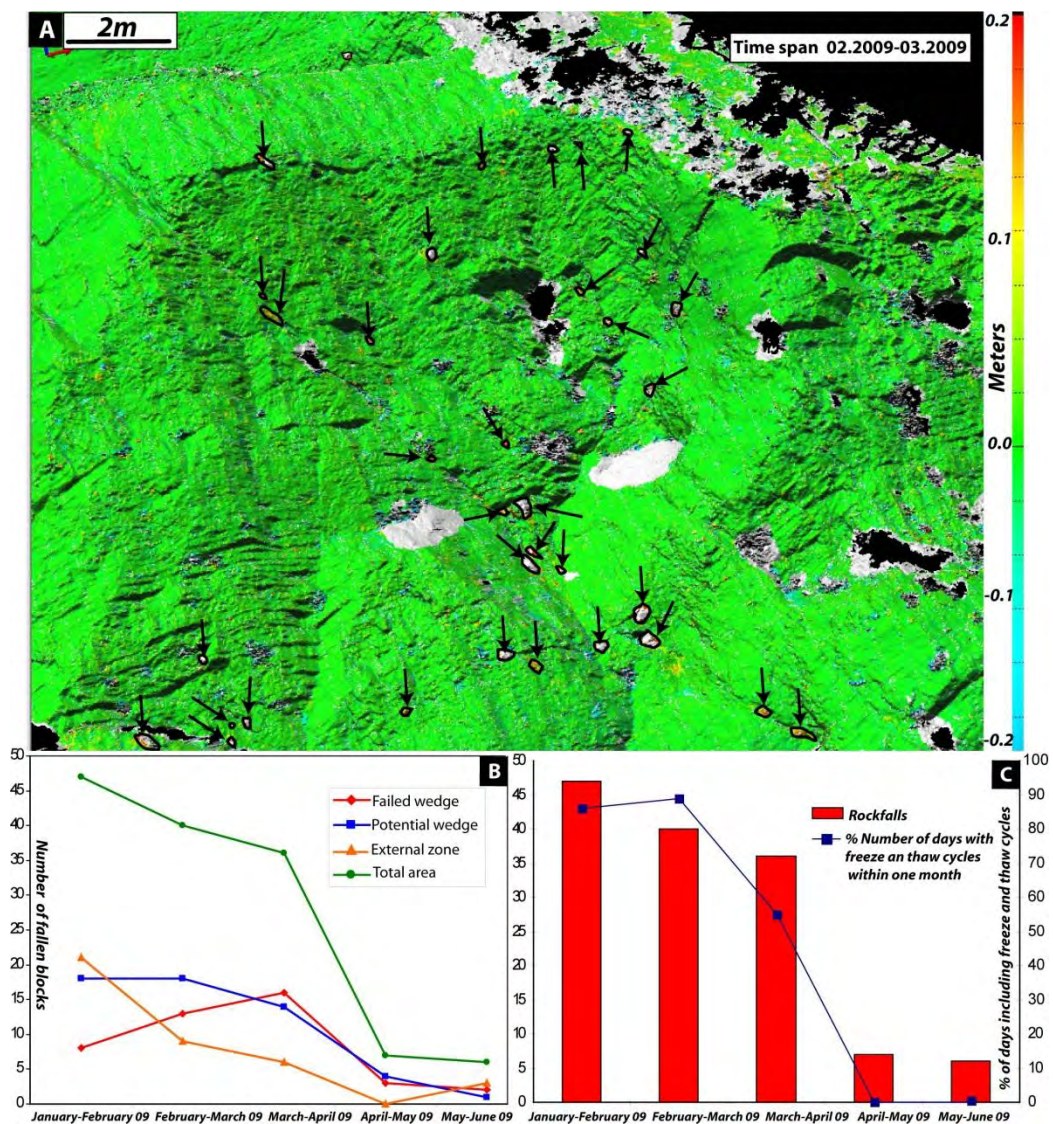 A
2m
Time span 02.2009-03.2009
0.2
0.1
Meters
0.0
-0.1
-0.2
B
50
45
40
35
30
25
20
15
10
5
0
Number of fallen blocks
Failed wedge
Potential wedge
External zone
Total area
January-February 09 February-March 09 March-April 09 April-May 09 May-June 09
C
50
45
40
35
30
25
20
15
10
5
0
Rockfalls
% Number of days with
freeze an thaw cycles
within one month
100
90
80
70
60
50
40
30
20
10
0
% of days including freeze and thaw cycles
January-February 09 February-March 09 March-April 09 April-May 09 May-June 09